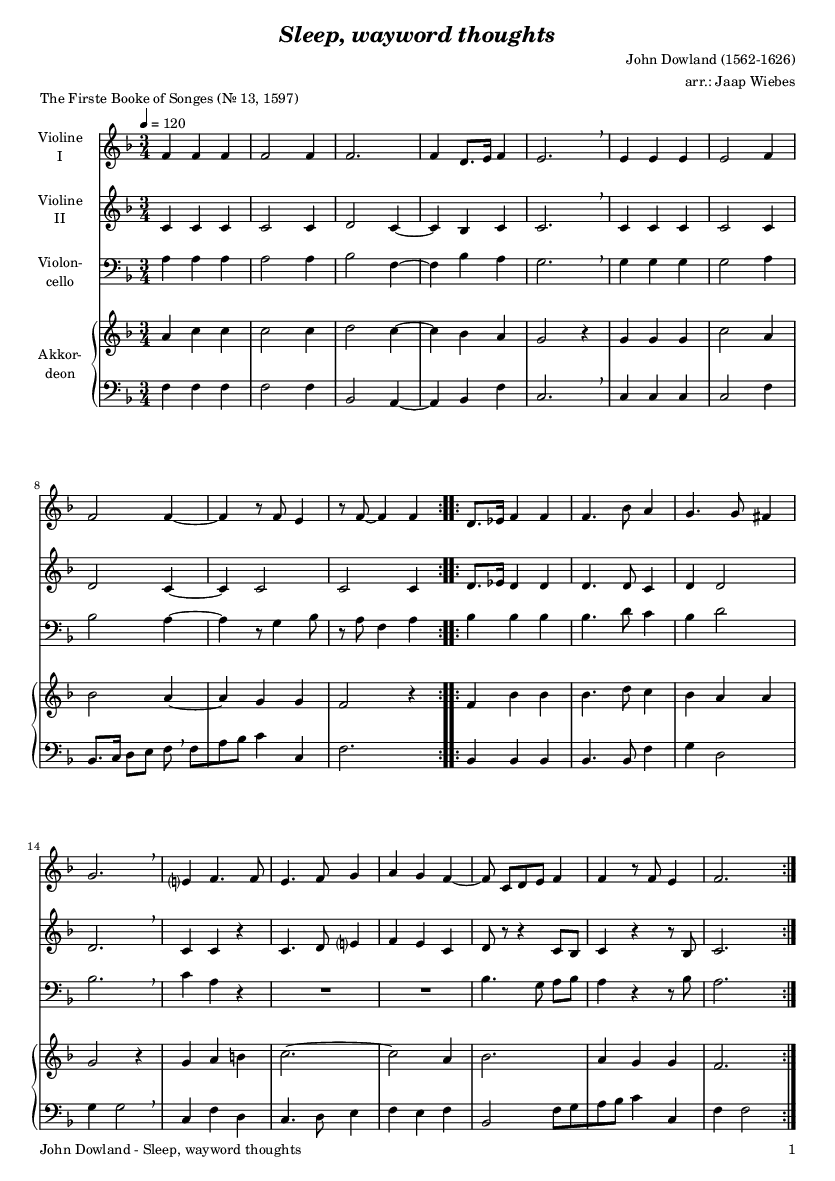 Sleep, wayword thoughts
John Dowland (1562-1626)
arr.: Jaap Wiebes
The Firste Booke of Songes (№ 13, 1597)
= 120
Violine
I
Violine
II
Violon-
cello
Akkor-
deon
8
14
John Dowland - Sleep, wayword thoughts 1